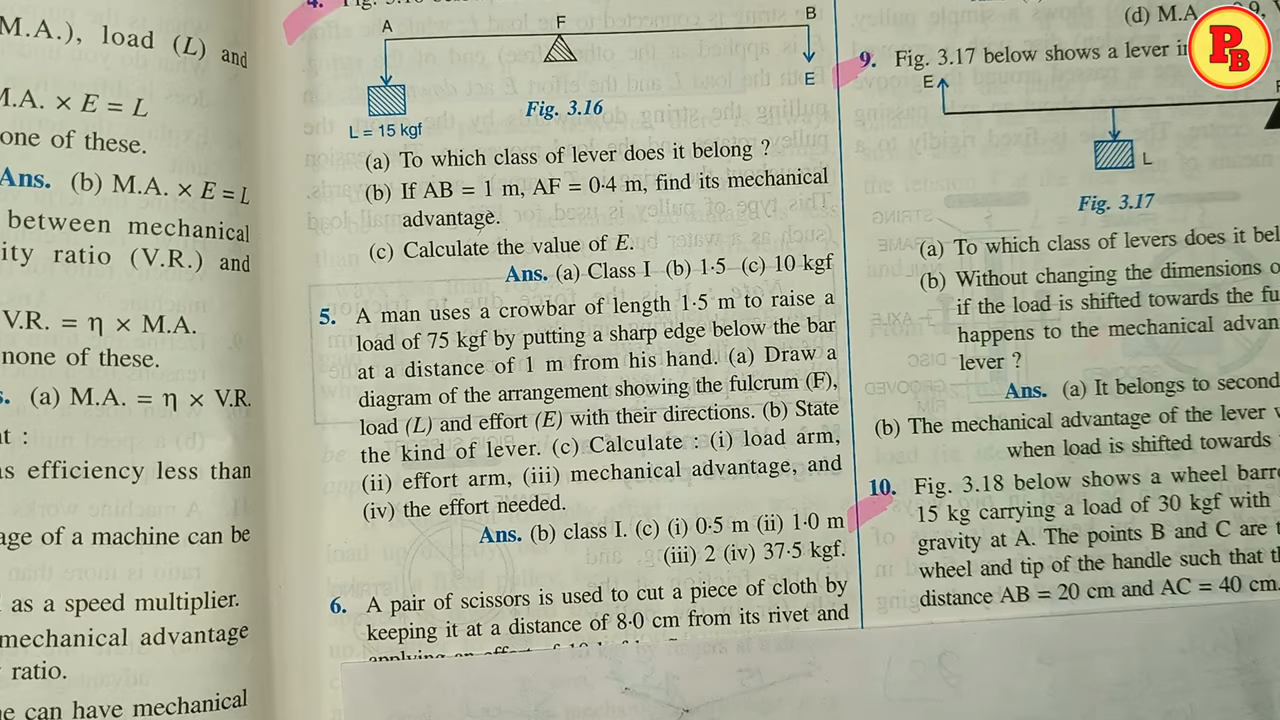 M.A.), load (L) and
M.A. × E = L
one of these.
Ans. (b) M.A. × E = L
between mechanical
ity ratio (V.R.) and
V.R. = η × M.A.
none of these.
(a) M.A. = η × V.R.
as efficiency less than
age of a machine can be
as a speed multiplier.
mechanical advantage
ratio.
can have mechanical
4.
A F B
E
L = 15 kgf
Fig. 3.16
(a) To which class of lever does it belong ?
(b) If AB = 1 m, AF = 0·4 m, find its mechanical
advantage.
(c) Calculate the value of E.
Ans. (a) Class I (b) 1·5 (c) 10 kgf
5. A man uses a crowbar of length 1·5 m to raise a
load of 75 kgf by putting a sharp edge below the bar
at a distance of 1 m from his hand. (a) Draw a
diagram of the arrangement showing the fulcrum (F),
load (L) and effort (E) with their directions. (b) State
the kind of lever. (c) Calculate : (i) load arm,
(ii) effort arm, (iii) mechanical advantage, and
(iv) the effort needed.
Ans. (b) class I. (c) (i) 0·5 m (ii) 1·0 m
(iii) 2 (iv) 37·5 kgf.
6. A pair of scissors is used to cut a piece of cloth by
keeping it at a distance of 8·0 cm from its rivet and
(d) M.A
PB
9. Fig. 3.17 below shows a lever
E
L
Fig. 3.17
(a) To which class of levers does it
(b) Without changing the dimensions
if the load is shifted towards the
happens to the mechanical
lever ?
Ans. (a) It belongs to second
(b) The mechanical advantage of the lever
when load is shifted towards
10. Fig. 3.18 below shows a wheel
15 kg carrying a load of 30 kgf with
gravity at A. The points B and C are
wheel and tip of the handle such that
distance AB = 20 cm and AC = 40 cm.